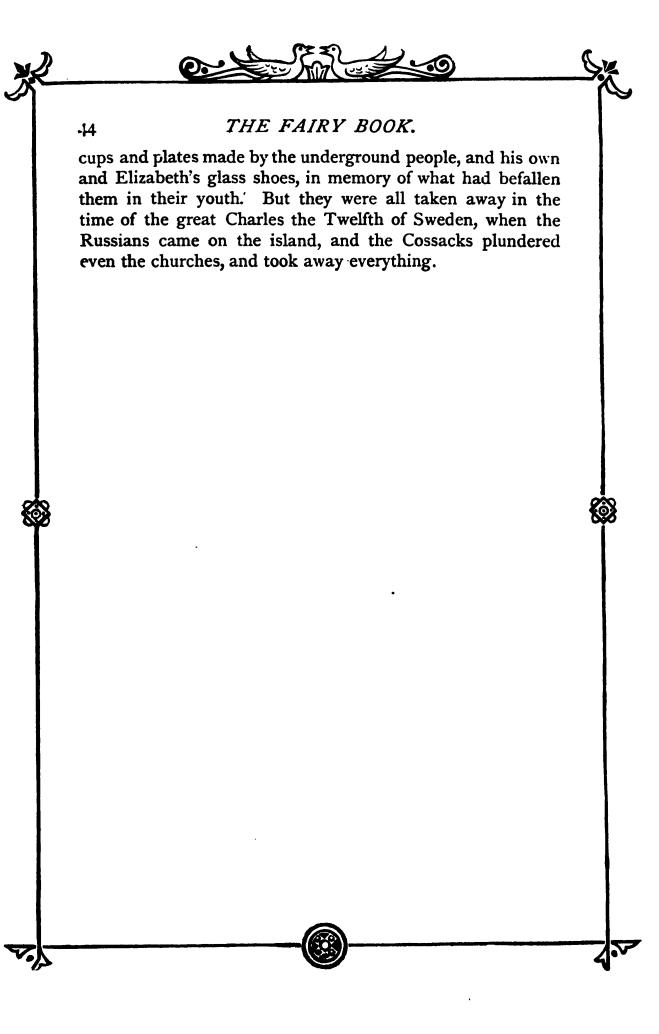 44 THE FAIRY BOOK.
cups and plates made by the underground people, and his own
and Elizabeth's glass shoes, in memory of what had befallen
them in their youth. But they were all taken away in the
time of the great Charles the Twelfth of Sweden, when the
Russians came on the island, and the Cossacks plundered
even the churches, and took away everything.